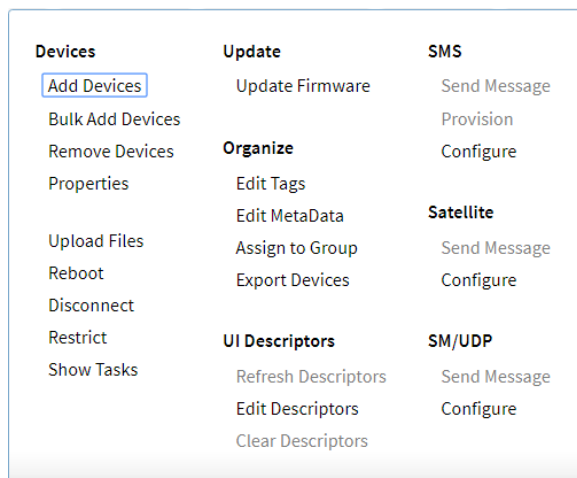 Devices
Add Devices
Bulk Add Devices
Remove Devices
Properties
Upload Files
Reboot
Disconnect
Restrict
Show Tasks
Update
Update Firmware
Organize
Edit Tags
Edit MetaData
Assign to Group
Export Devices
UI Descriptors
Refresh Descriptors
Edit Descriptors
Clear Descriptors
SMS
Send Message
Provision
Configure
Satellite
Send Message
Configure
SM/UDP
Send Message
Configure